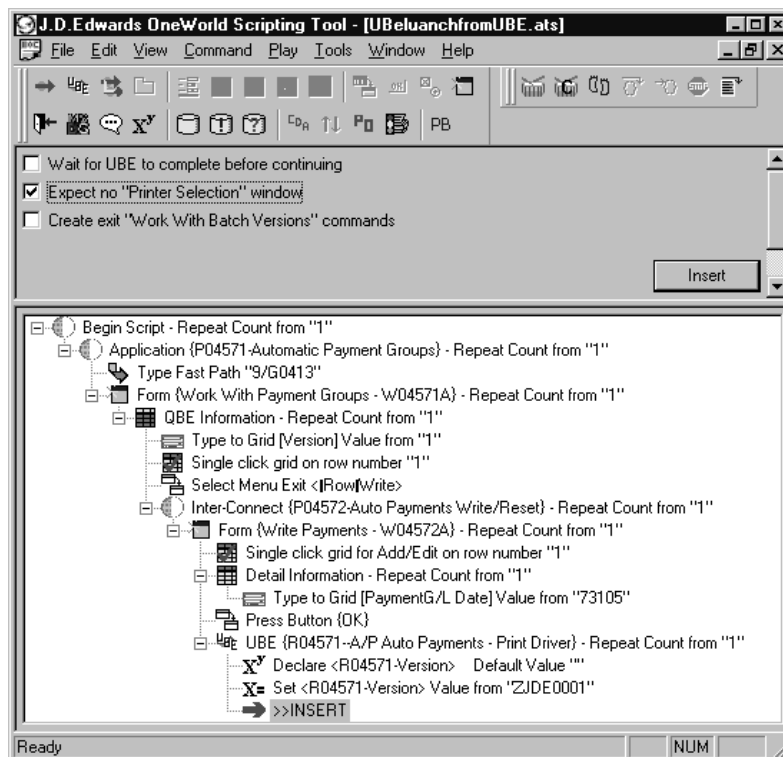 J.D.Edwards OneWorld Scripting Tool - [UBeluanchfromUBE.ats]
File Edit View Command Play Tools Window Help
UBE
X^Y CDA PO PB
Wait for UBE to complete before continuing
Expect no "Printer Selection" window
Create exit "Work With Batch Versions" commands
Insert
Begin Script - Repeat Count from "1"
Application {P04571-Automatic Payment Groups} - Repeat Count from "1"
Type Fast Path "9/G0413"
Form {Work With Payment Groups - W04571A} - Repeat Count from "1"
QBE Information - Repeat Count from "1"
Type to Grid [Version] Value from "1"
Single click grid on row number "1"
Select Menu Exit <|Row|Write>
Inter-Connect {P04572-Auto Payments Write/Reset} - Repeat Count from "1"
Form {Write Payments - W04572A} - Repeat Count from "1"
Single click grid for Add/Edit on row number "1"
Detail Information - Repeat Count from "1"
Type to Grid [PaymentG/L Date] Value from "73105"
Press Button {OK}
UBE UBE {R04571--A/P Auto Payments - Print Driver} - Repeat Count from "1"
X^Y Declare <R04571-Version> Default Value ""
X= Set <R04571-Version> Value from "ZJDE0001"
>>INSERT
Ready NUM